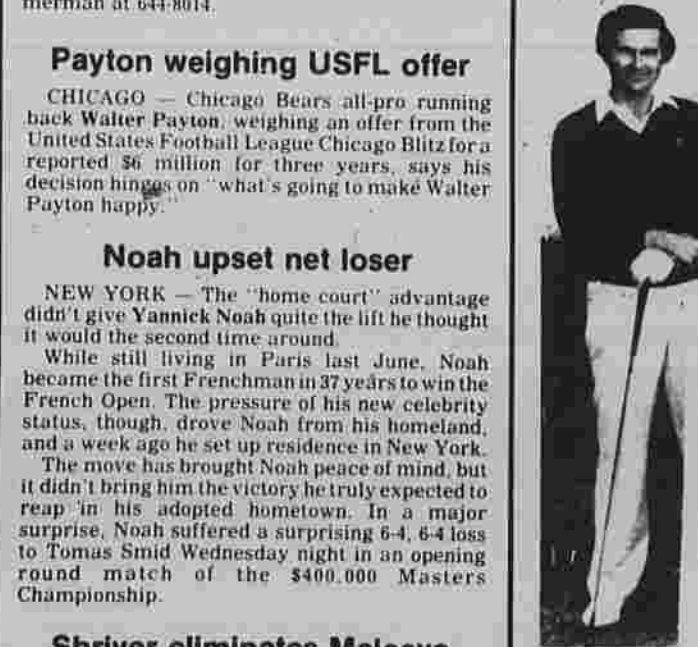 merman at 644-8014.
Payton weighing USFL offer
CHICAGO — Chicago Bears all-pro running
back Walter Payton, weighing an offer from the
United States Football League Chicago Blitz for a
reported $6 million for three years, says his
decision hinges on "what's going to make Walter
Payton happy."
Noah upset net loser
NEW YORK — The "home court" advantage
didn't give Yannick Noah quite the lift he thought
it would the second time around.
While still living in Paris last June, Noah
became the first Frenchman in 37 years to win the
French Open. The pressure of his new celebrity
status, though, drove Noah from his homeland,
and a week ago he set up residence in New York.
The move has brought Noah peace of mind, but
it didn't bring him the victory he truly expected to
reap in his adopted hometown. In a major
surprise, Noah suffered a surprising 6-4, 6-4 loss
to Tomas Smid Wednesday night in an opening
round match of the $400,000 Masters
Championship.
Shriver eliminates